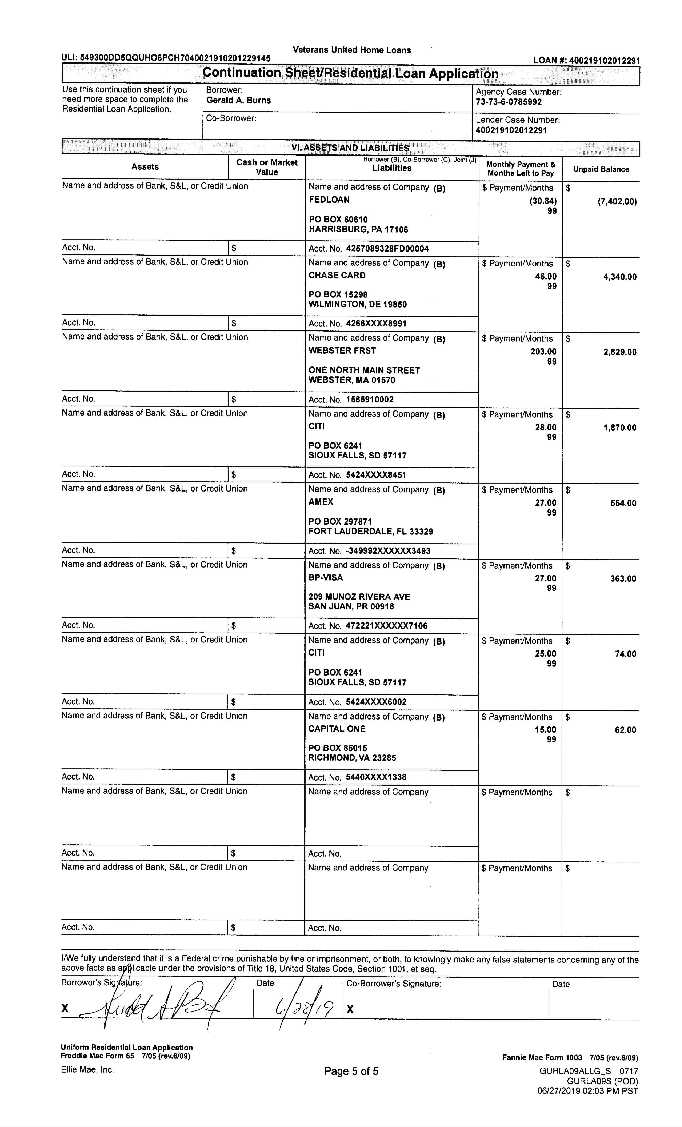 Veterans United Home Loans
ULI: 549300DD5QQUHO6PCH704002191020122 9145
LOAN #: 400219102012291
Continuation Sheet/Residential Loan Application
Use this continuation sheet if you need more space to complete the Residential Loan Application.
Borrower:
Gerald A. Burns
Co-Borrower:
Agency Case Number:
73-73-6-0785992
Lender Case Number:
400219102012291
VI. ASSETS AND LIABILITIES
Assets
Cash or Market Value
Borrower (B), Co-Borrower (C), Joint (J)
Liabilities
Monthly Payment & Months Left to Pay
Unpaid Balance
Name and address of Bank, S&L, or Credit Union
Name and address of Company (B)
$ Payment/Months
$
FEDLOAN
(30.84)
(7,402.00)
99
PO BOX 60610
HARRISBURG, PA 17106
Acct. No.
$
Acct. No. 4257089328FD00004
Name and address of Bank, S&L, or Credit Union
Name and address of Company (B)
$ Payment/Months
$
CHASE CARD
46.00
4,340.00
99
PO BOX 15298
WILMINGTON, DE 19850
Acct. No.
$
Acct. No. 4266XXXX8991
Name and address of Bank, S&L, or Credit Union
Name and address of Company (B)
$ Payment/Months
$
WEBSTER FRST
203.00
2,829.00
99
ONE NORTH MAIN STREET
WEBSTER, MA 01570
Acct. No.
$
Acct. No. 1566910002
Name and address of Bank, S&L, or Credit Union
Name and address of Company (B)
$ Payment/Months
$
CITI
28.00
1,870.00
99
PO BOX 6241
SIOUX FALLS, SD 57117
Acct. No.
$
Acct. No. 5424XXXX8451
Name and address of Bank, S&L, or Credit Union
Name and address of Company (B)
$ Payment/Months
$
AMEX
27.00
554.00
99
PO BOX 297871
FORT LAUDERDALE, FL 33329
Acct. No.
$
Acct. No. -349992XXXXXX3493
Name and address of Bank, S&L, or Credit Union
Name and address of Company (B)
$ Payment/Months
$
BP-VISA
27.00
363.00
99
209 MUNOZ RIVERA AVE
SAN JUAN, PR 00918
Acct. No.
$
Acct. No. 472221XXXXXX7106
Name and address of Bank, S&L, or Credit Union
Name and address of Company (B)
$ Payment/Months
$
CITI
25.00
74.00
99
PO BOX 6241
SIOUX FALLS, SD 57117
Acct. No.
$
Acct. No. 5424XXXX6002
Name and address of Bank, S&L, or Credit Union
Name and address of Company (B)
$ Payment/Months
$
CAPITAL ONE
15.00
62.00
99
PO BOX 85015
RICHMOND, VA 23285
Acct. No.
$
Acct. No. 5440XXXX1338
Name and address of Bank, S&L, or Credit Union
Name and address of Company
$ Payment/Months
$
Acct. No.
$
Acct. No.
Name and address of Bank, S&L, or Credit Union
Name and address of Company
$ Payment/Months
$
Acct. No.
$
Acct. No.
I/We fully understand that it is a Federal crime punishable by fine or imprisonment, or both, to knowingly make any false statements concerning any of the
above facts as applicable under the provisions of Title 18, United States Code, Section 1001, et seq.
Borrower's Signature:
Date
Co-Borrower's Signature:
Date
X
6/28/19
X
Uniform Residential Loan Application
Freddie Mac Form 65 7/05 (rev.6/09)
Fannie Mae Form 1003 7/05 (rev.6/09)
Ellie Mae, Inc.
Page 5 of 5
GURLA09ALLG_S 0717
GURLA09S (POD)
06/27/2019 02:03 PM PST